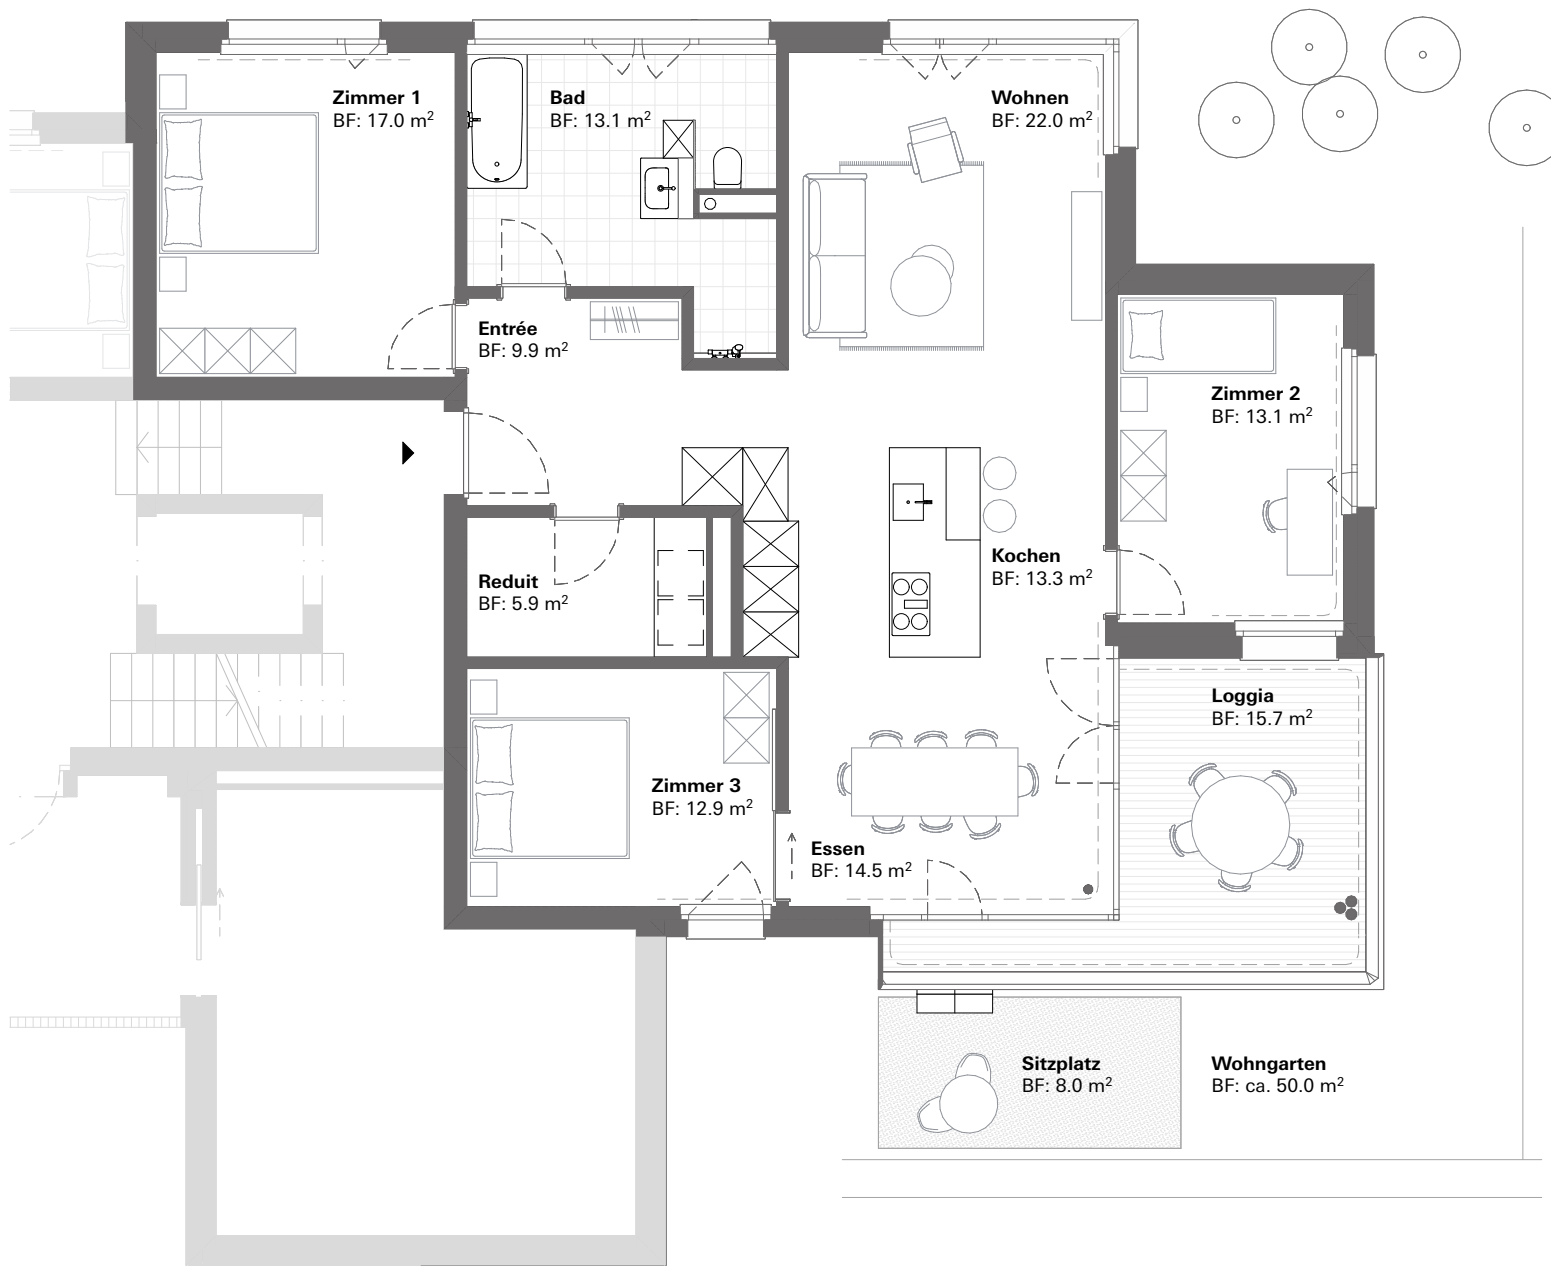 Zimmer 1
BF: 17.0 m²
Bad
BF: 13.1 m²
Wohnen
BF: 22.0 m²
Entrée
BF: 9.9 m²
Zimmer 2
BF: 13.1 m²
Kochen
BF: 13.3 m²
Reduit
BF: 5.9 m²
Loggia
BF: 15.7 m²
Zimmer 3
BF: 12.9 m²
Essen
BF: 14.5 m²
Sitzplatz
BF: 8.0 m²
Wohngarten
BF: ca. 50.0 m²